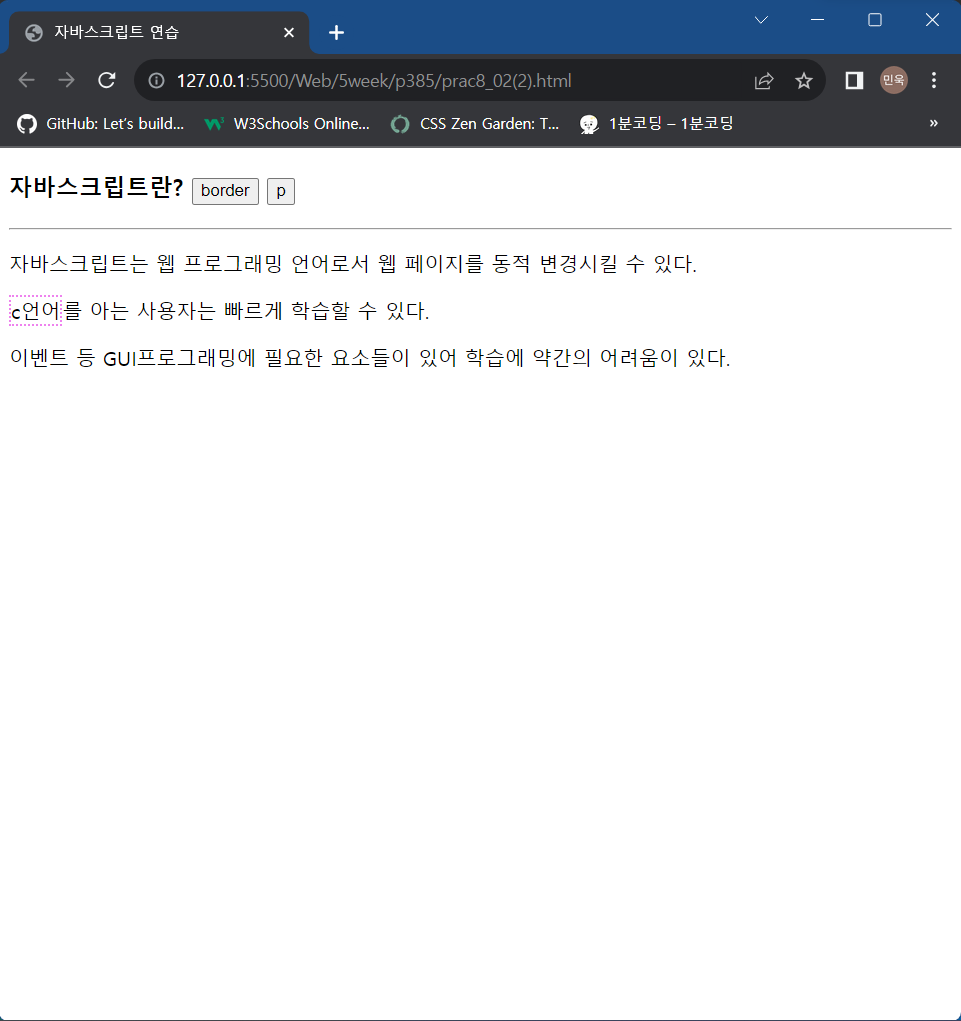 자바스크립트 연습
127.0.0.1:5500/Web/5week/p385/prac8_02(2).html
민욱
GitHub: Let's build...
W3Schools Online...
CSS Zen Garden: T...
1분코딩 – 1분코딩
»
자바스크립트란? border p
자바스크립트는 웹 프로그래밍 언어로서 웹 페이지를 동적 변경시킬 수 있다.
c언어를 아는 사용자는 빠르게 학습할 수 있다.
이벤트 등 GUI프로그래밍에 필요한 요소들이 있어 학습에 약간의 어려움이 있다.